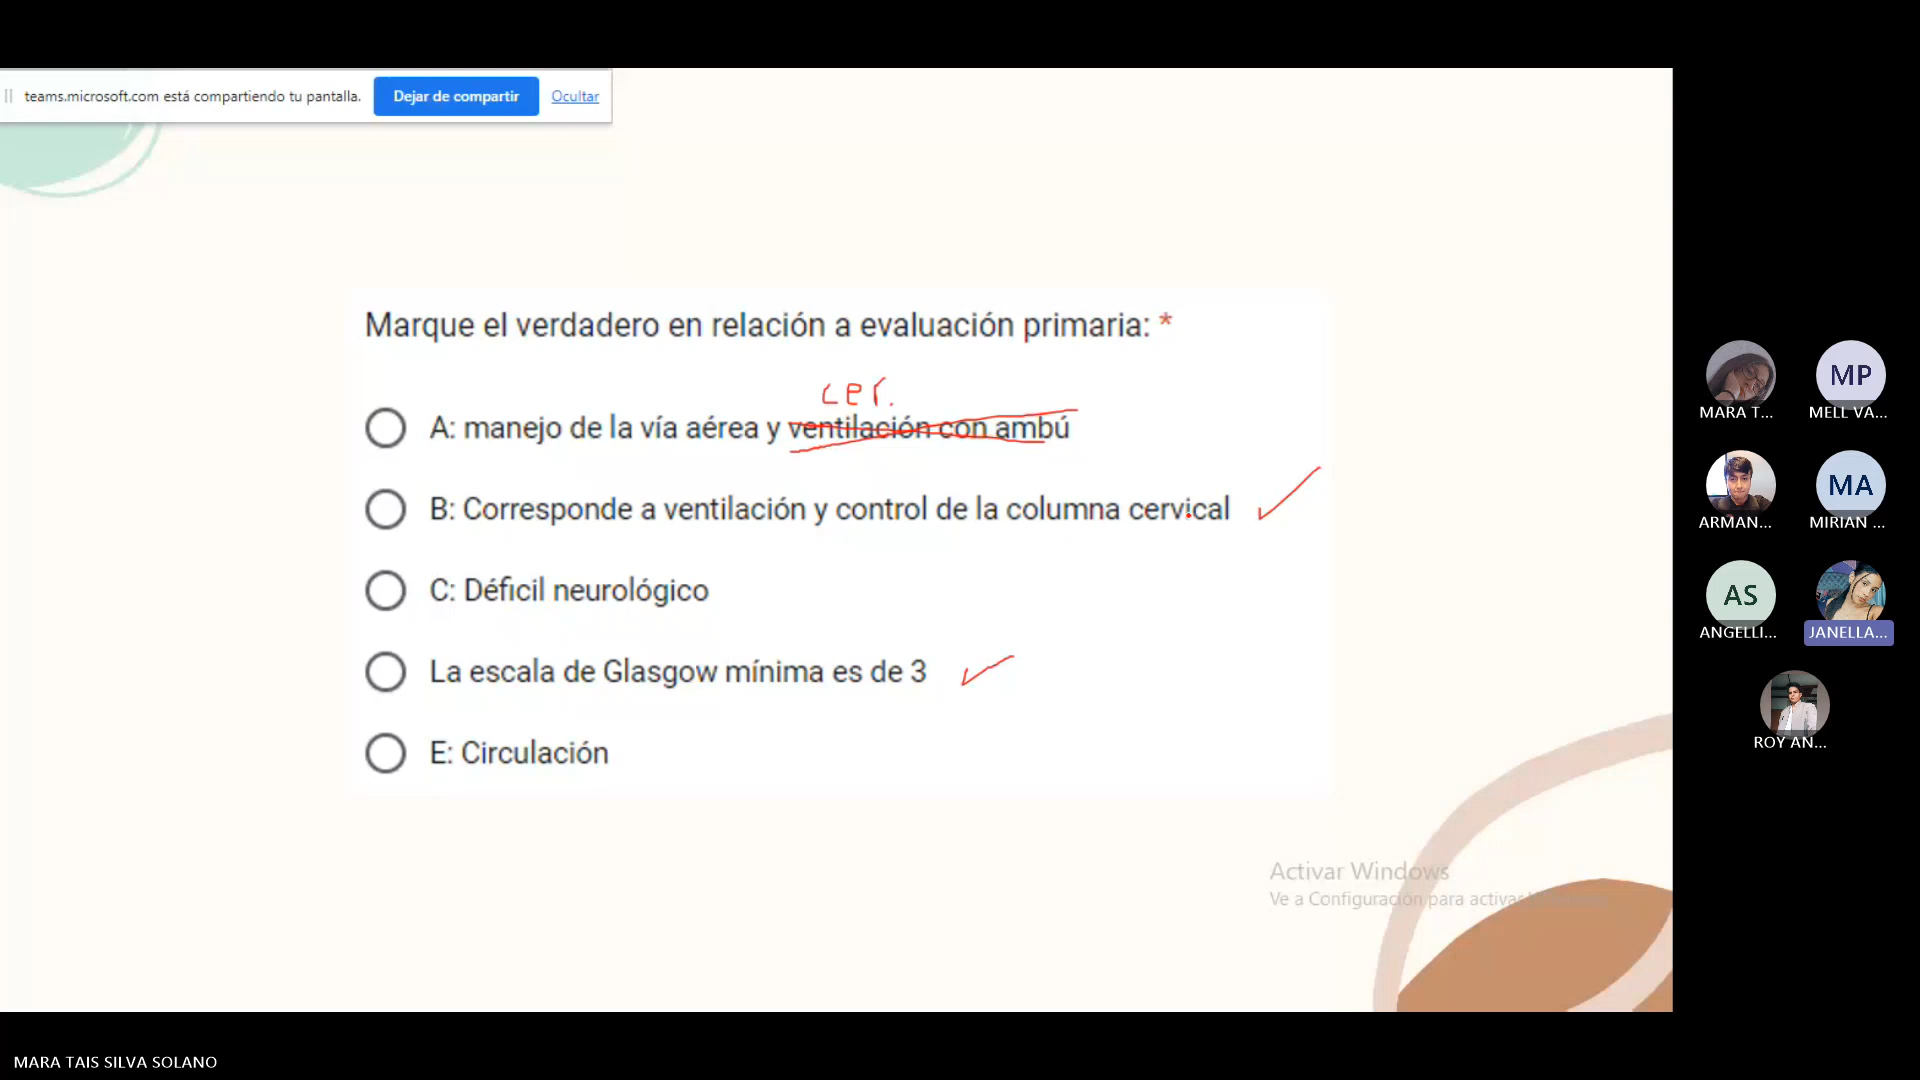 teams.microsoft.com está compartiendo tu pantalla. Dejar de compartir Ocultar
Marque el verdadero en relación a evaluación primaria: *
cer.
A: manejo de la vía aérea y ventilación con ambú
B: Corresponde a ventilación y control de la columna cervical
C: Déficil neurológico
La escala de Glasgow mínima es de 3
E: Circulación
MARA T...
MP
MELL VA...
ARMAN...
MA
MIRIAN ...
AS
ANGELLI...
JANELLA...
ROY AN...
Activar Windows
Ve a Configuración para activar
MARA TAIS SILVA SOLANO